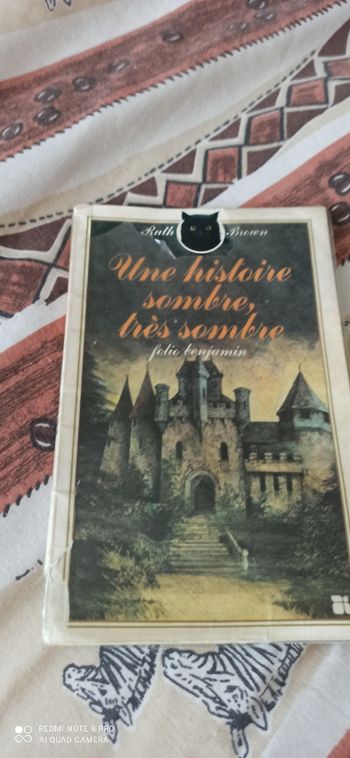 Ruth Brown
Une histoire
sombre,
très sombre
folio benjamin
REDMI NOTE 8 PRO
AI QUAD CAMERA